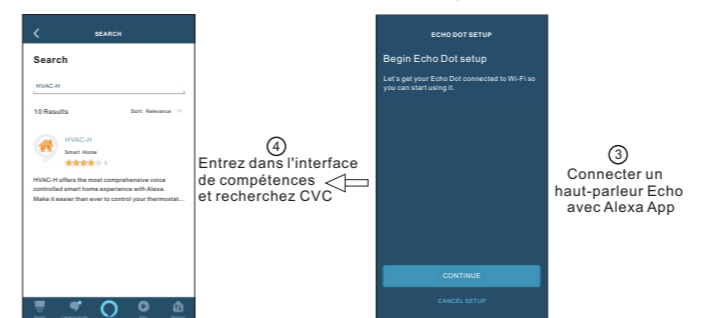 SEARCH
Search
HVAC-H
10 Results
Sort: Relevance
HVAC-H
Smart Home
1
HVAC-H offers the most comprehensive voice
controlled smart home experience with Alexa.
Make it easier than ever to control your thermostat...
④
Entrez dans l'interface
de compétences
et recherchez CVC
ECHO DOT SETUP
Begin Echo Dot setup
Let's get your Echo Dot connected to Wi-Fi so
you can start using it.
CONTINUE
CANCEL SETUP
③
Connecter un
haut-parleur Echo
avec Alexa App